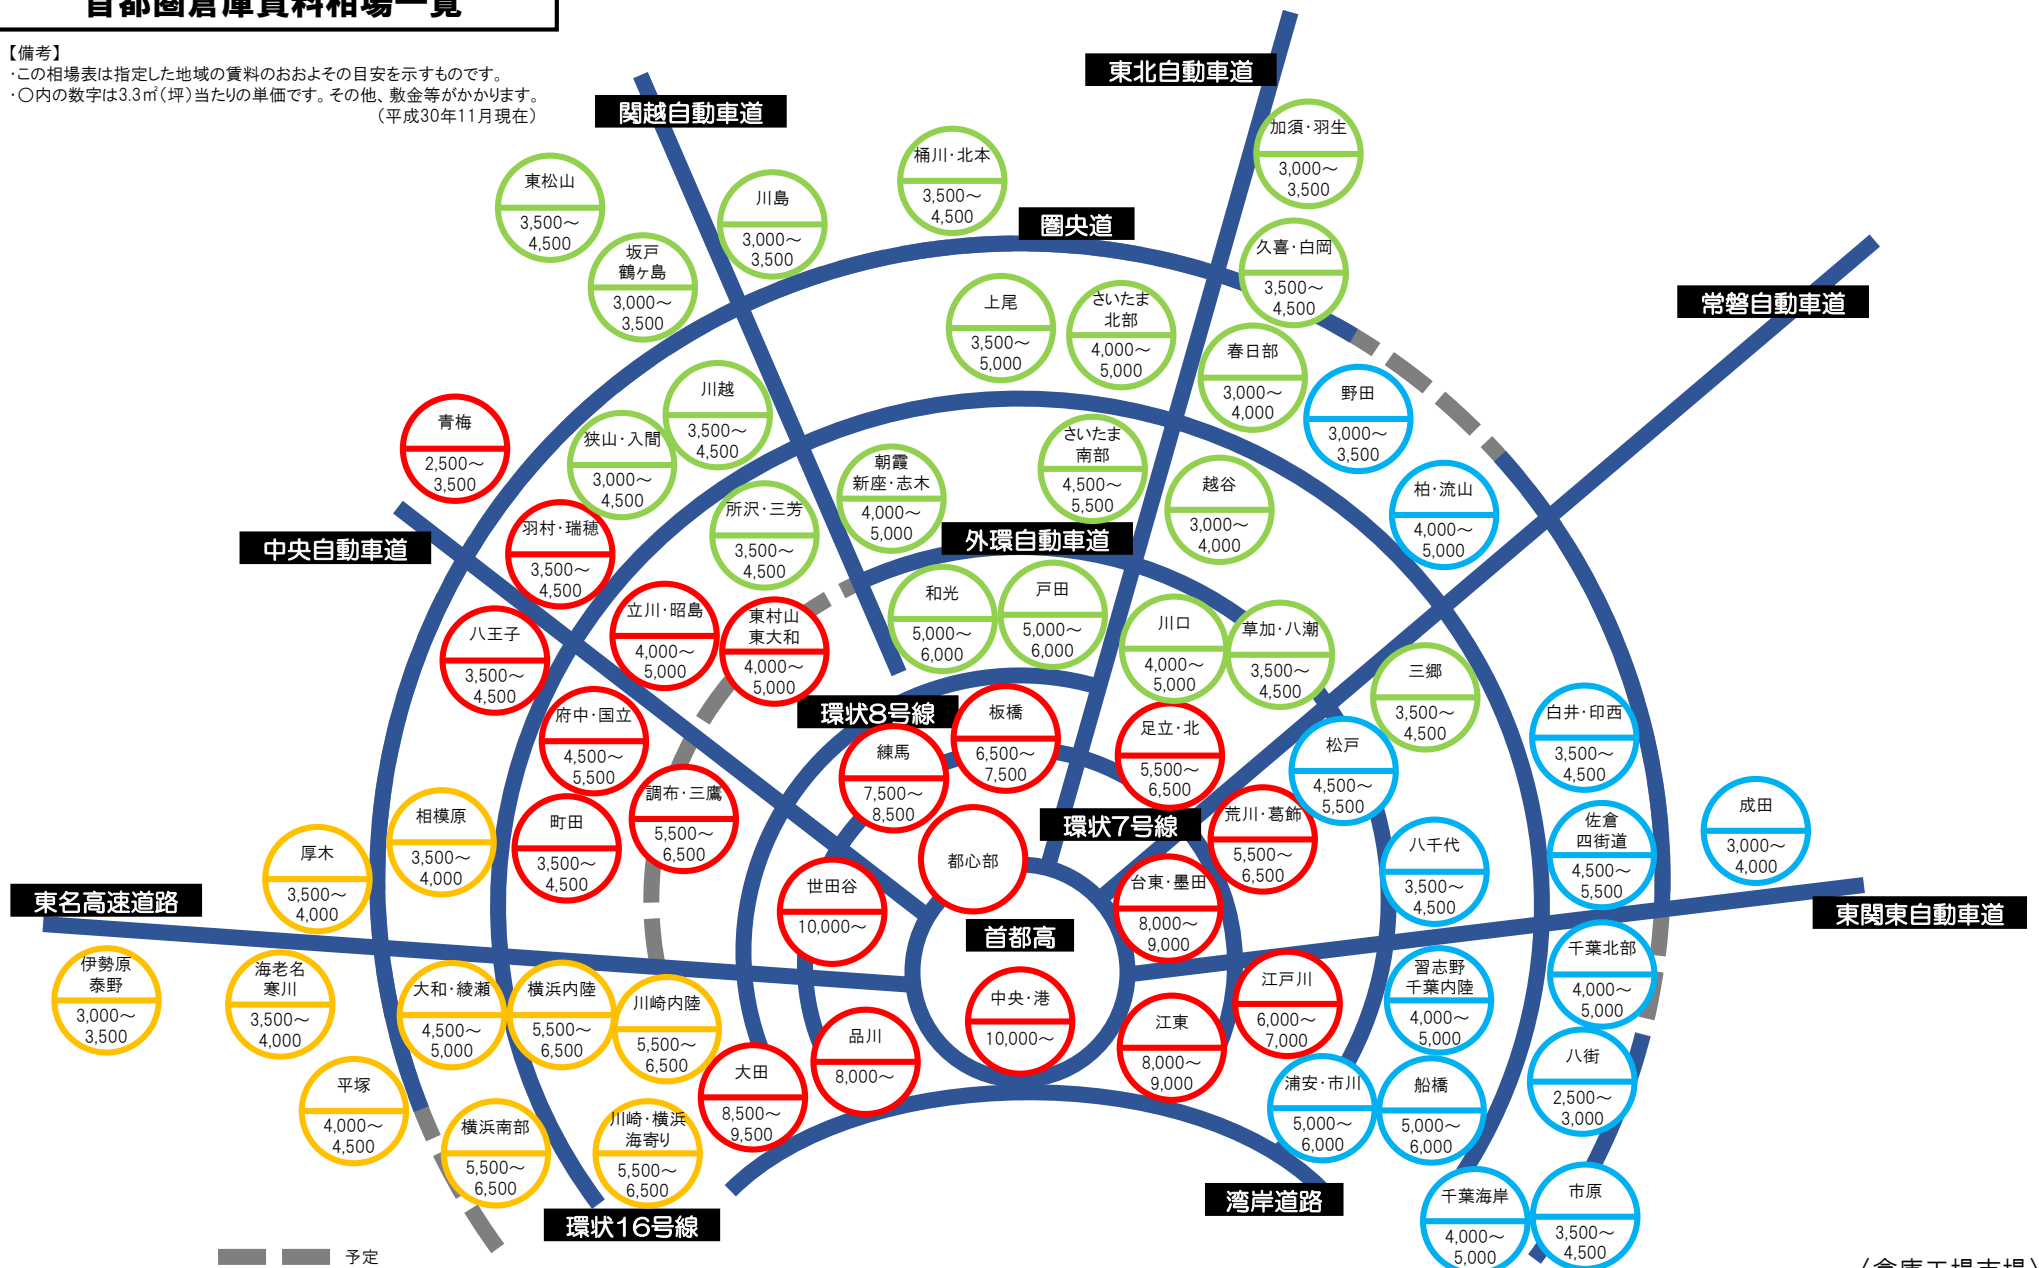 首都圏倉庫賃料相場一覧
【備考】
・この相場表は指定した地域の賃料のおおよその目安を示すものです。
・〇内の数字は3.3㎡(坪)当たりの単価です。その他、敷金等がかかります。
(平成30年11月現在)
関越自動車道
東北自動車道
圏央道
常磐自動車道
中央自動車道
外環自動車道
環状8号線
環状7号線
首都高
東名高速道路
東関東自動車道
環状16号線
湾岸道路
加須・羽生
3,000～
3,500
桶川・北本
3,500～
4,500
東松山
3,500～
4,500
川島
3,000～
3,500
坂戸
鶴ヶ島
3,000～
3,500
久喜・白岡
3,500～
4,500
上尾
3,500～
5,000
さいたま
北部
4,000～
5,000
春日部
3,000～
4,000
野田
3,000～
3,500
川越
3,500～
4,500
青梅
2,500～
3,500
狭山・入間
3,000～
4,500
朝霞
新座・志木
4,000～
5,000
さいたま
南部
4,500～
5,500
越谷
3,000～
4,000
柏・流山
4,000～
5,000
所沢・三芳
3,500～
4,500
羽村・瑞穂
3,500～
4,500
立川・昭島
4,000～
5,000
東村山
東大和
4,000～
5,000
和光
5,000～
6,000
戸田
5,000～
6,000
川口
4,000～
5,000
草加・八潮
3,500～
4,500
三郷
3,500～
4,500
八王子
3,500～
4,500
府中・国立
4,500～
5,500
板橋
6,500～
7,500
練馬
7,500～
8,500
足立・北
5,500～
6,500
松戸
4,500～
5,500
白井・印西
3,500～
4,500
成田
3,000～
4,000
調布・三鷹
5,500～
6,500
町田
3,500～
4,500
相模原
3,500～
4,000
厚木
3,500～
4,000
荒川・葛飾
5,500～
6,500
八千代
3,500～
4,500
佐倉
四街道
4,500～
5,500
都心部
世田谷
10,000～
台東・墨田
8,000～
9,000
千葉北部
4,000～
5,000
伊勢原
泰野
3,000～
3,500
海老名
寒川
3,500～
4,000
大和・綾瀬
4,500～
5,000
横浜内陸
5,500～
6,500
川崎内陸
5,500～
6,500
中央・港
10,000～
江戸川
6,000～
7,000
習志野
千葉内陸
4,000～
5,000
品川
8,000～
江東
8,000～
9,000
大田
8,500～
9,500
平塚
4,000～
4,500
横浜南部
5,500～
6,500
川崎・横浜
海寄り
5,500～
6,500
浦安・市川
5,000～
6,000
船橋
5,000～
6,000
八街
2,500～
3,000
千葉海岸
4,000～
5,000
市原
3,500～
4,500
予定
〈倉庫工場市場〉